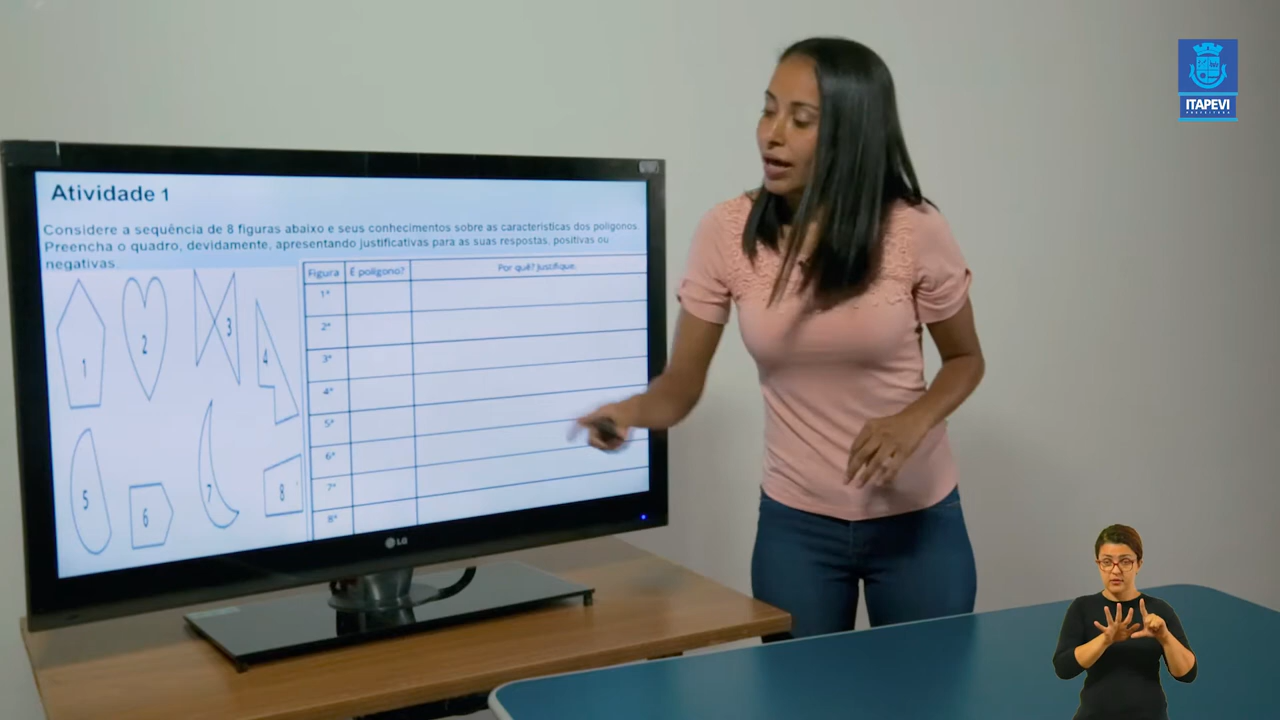 ITAPEVI
PREFEITURA
Atividade 1
Considere a sequência de 8 figuras abaixo e seus conhecimentos sobre as características dos polígonos.
Preencha o quadro, devidamente, apresentando justificativas para as suas respostas, positivas ou
negativas.
Figura É polígono? Por quê? Justifique.
1ª
2ª
3ª
4ª
5ª
6ª
7ª
8ª
1 2 3 4
5 6 7 8
LG